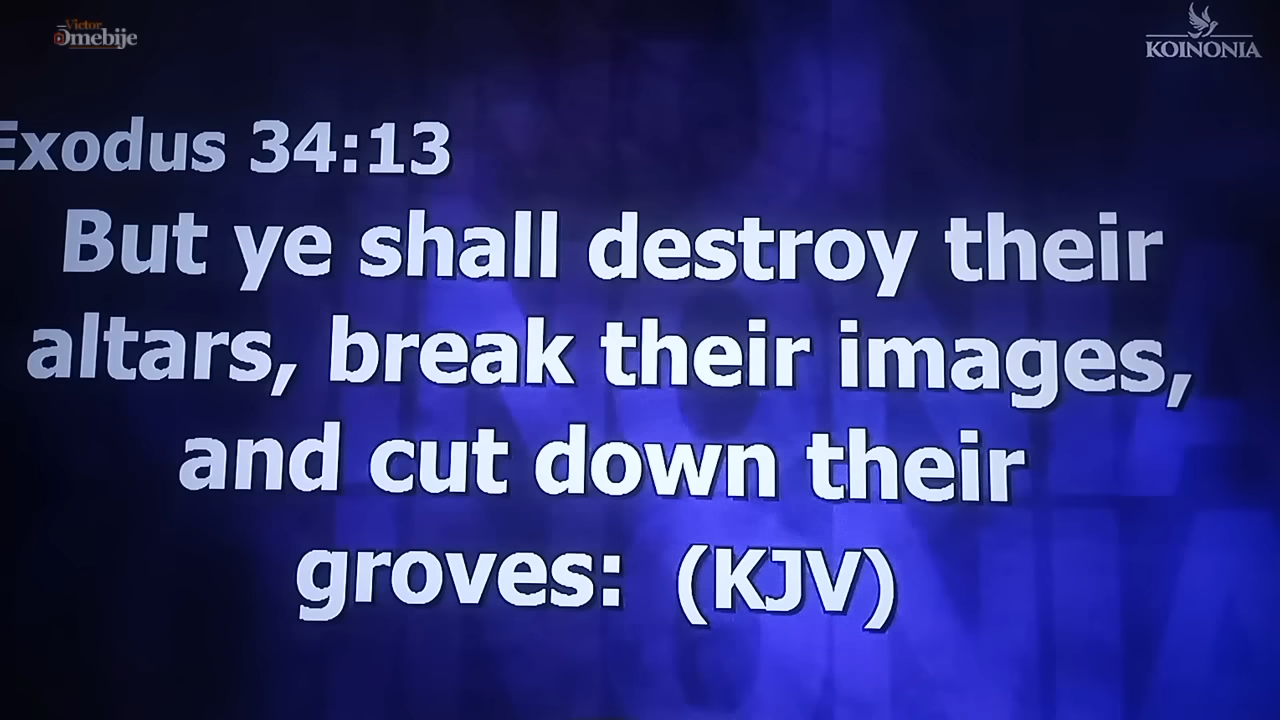 Victor
Omebije
KOINONIA
Exodus 34:13
But ye shall destroy their
altars, break their images,
and cut down their
groves: (KJV)